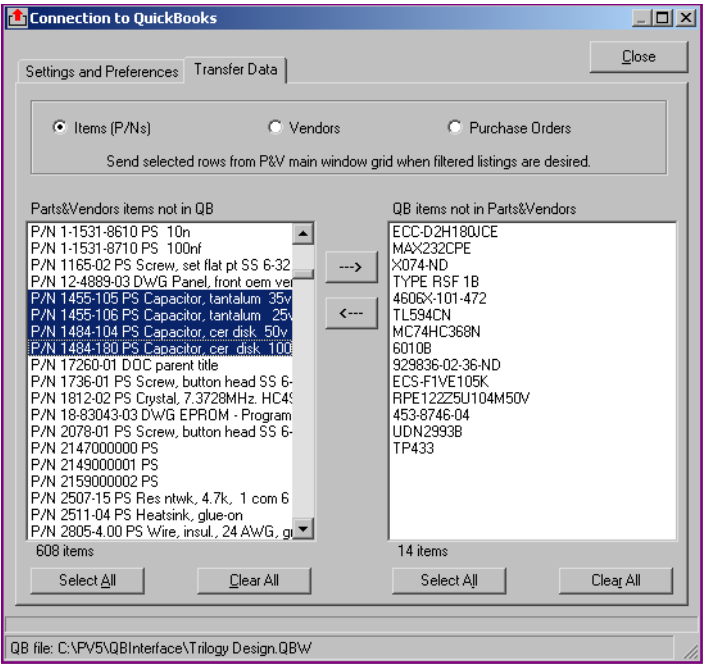 Connection to QuickBooks
Close
Settings and Preferences
Transfer Data
Items (P/Ns)
Vendors
Purchase Orders
Send selected rows from P&V main window grid when filtered listings are desired.
Parts&Vendors items not in QB
P/N 1-1531-8610 PS 10n
P/N 1-1531-8710 PS 100nf
P/N 1165-02 PS Screw, set flat pt SS 6-32
P/N 12-4889-03 DWG Panel, front oem ver
P/N 1455-105 PS Capacitor, tantalum 35v
P/N 1455-106 PS Capacitor, tantalum 25v
P/N 1484-104 PS Capacitor, cer disk 50v
P/N 1484-180 PS Capacitor, cer disk 100
P/N 17260-01 DOC parent title
P/N 1736-01 PS Screw, button head SS 6-
P/N 1812-02 PS Crystal, 7.3728MHz. HC49
P/N 18-83043-03 DWG EPROM - Program
P/N 2078-01 PS Screw, button head SS 6-
P/N 2147000000 PS
P/N 2149000001 PS
P/N 2159000002 PS
P/N 2507-15 PS Res ntwk, 4.7k, 1 com 6
P/N 2511-04 PS Heatsink, glue-on
P/N 2805-4.00 PS Wire, insul., 24 AWG, gr
608 items
Select All
Clear All
--->
<---
QB items not in Parts&Vendors
ECC-D2H180JCE
MAX232CPE
X074-ND
TYPE RSF 1B
4606X-101-472
TL594CN
MC74HC368N
6010B
929836-02-36-ND
ECS-F1VE105K
RPE122Z5U104M50V
453-8746-04
UDN2993B
TP433
14 items
Select All
Clear All
QB file: C:\PV5\QBInterface\Trilogy Design.QBW